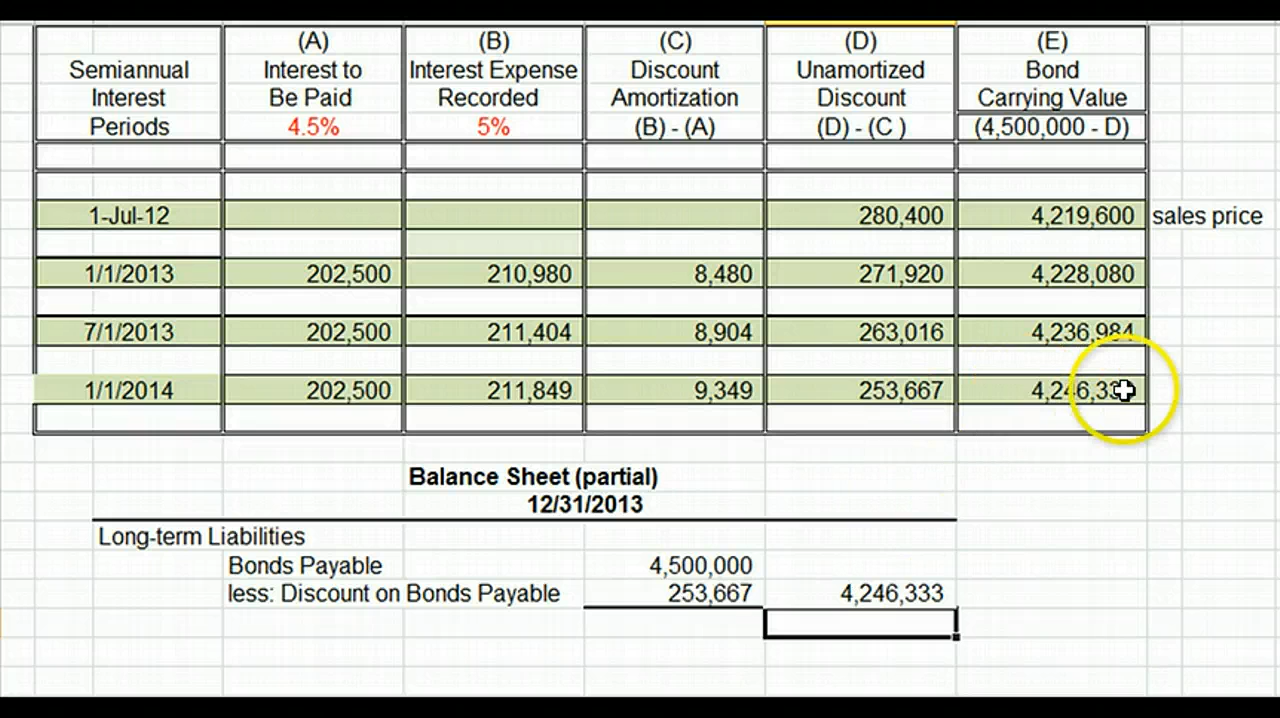 (A) (B) (C) (D) (E)
Semiannual Interest to Interest Expense Discount Unamortized Bond
Interest Be Paid Recorded Amortization Discount Carrying Value
Periods 4.5% 5% (B) - (A) (D) - (C ) (4,500,000 - D)
1-Jul-12 280,400 4,219,600 sales price
1/1/2013 202,500 210,980 8,480 271,920 4,228,080
7/1/2013 202,500 211,404 8,904 263,016 4,236,984
1/1/2014 202,500 211,849 9,349 253,667
Balance Sheet (partial)
12/31/2013
Long-term Liabilities
Bonds Payable 4,500,000
less: Discount on Bonds Payable 253,667 4,246,333